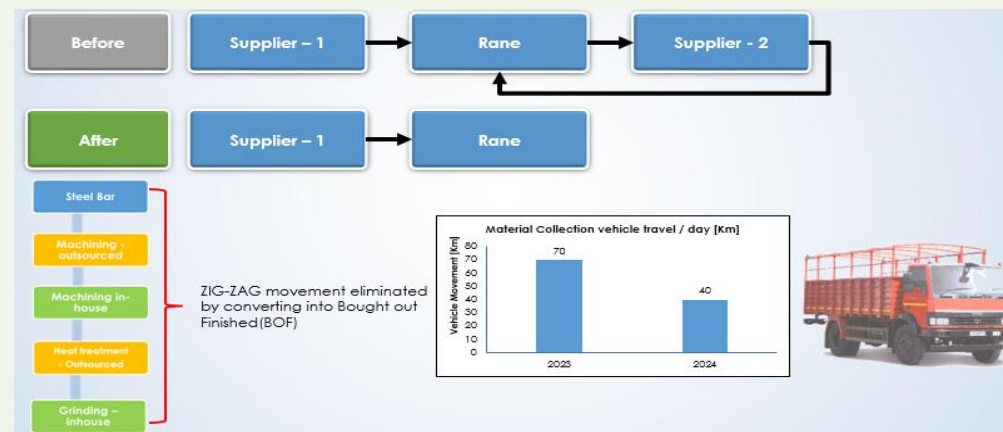 Before
Supplier – 1
Rane
Supplier - 2
After
Supplier – 1
Rane
Steel Bar
Machining -
outsourced
Machining in-
house
Heat treatment
- Outsourced
Grinding –
inhouse
ZIG-ZAG movement eliminated
by converting into Bought out
Finished(BOF)
Material Collection vehicle travel / day [Km]
Vehicle Movement [Km]
80
70
60
50
40
30
20
10
0
70
40
2023
2024